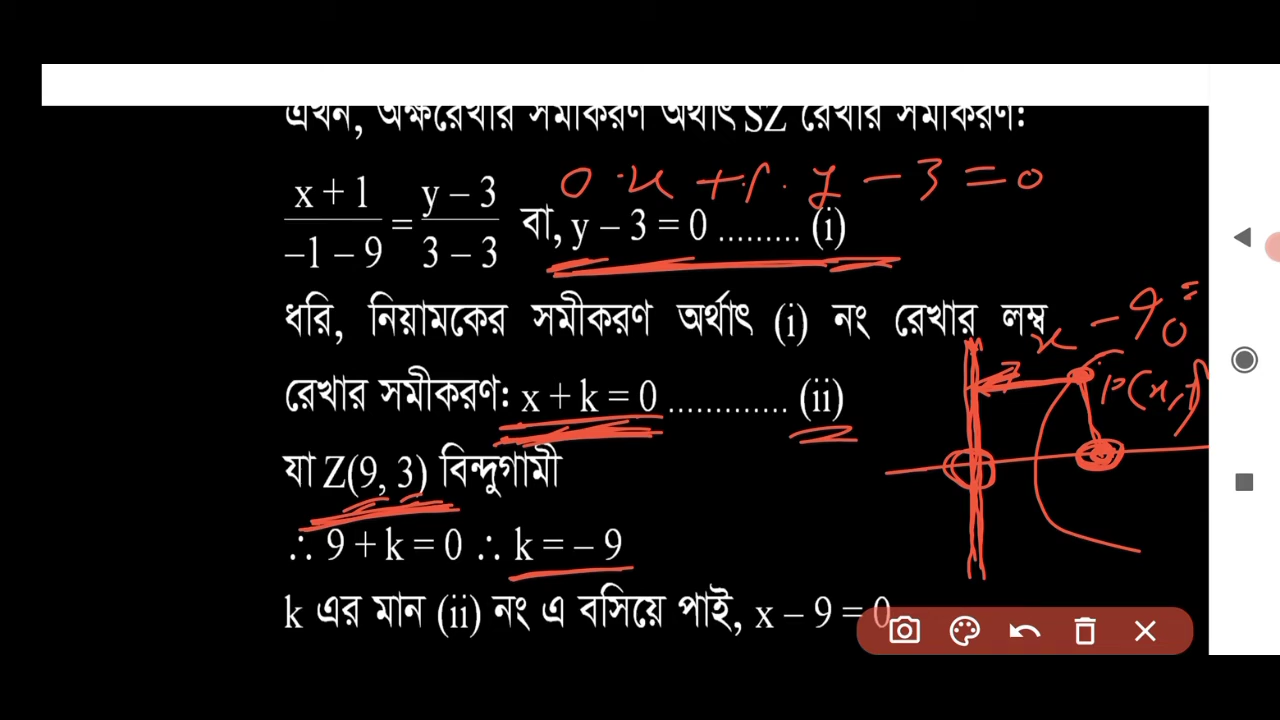 এখন, অক্ষরেখার সমীকরণ অর্থাৎ SZ রেখার সমীকরণঃ
0·x + 1·y – 3 = 0
x + 1 / –1 – 9 = y – 3 / 3 – 3 বা, y – 3 = 0 ......... (i)
ধরি, নিয়ামকের সমীকরণ অর্থাৎ (i) নং রেখার লম্ব
x – 9 = 0
রেখার সমীকরণঃ x + k = 0 ............. (ii)
যা Z(9, 3) বিন্দুগামী
∴ 9 + k = 0 ∴ k = – 9
k এর মান (ii) নং এ বসিয়ে পাই, x – 9 = 0